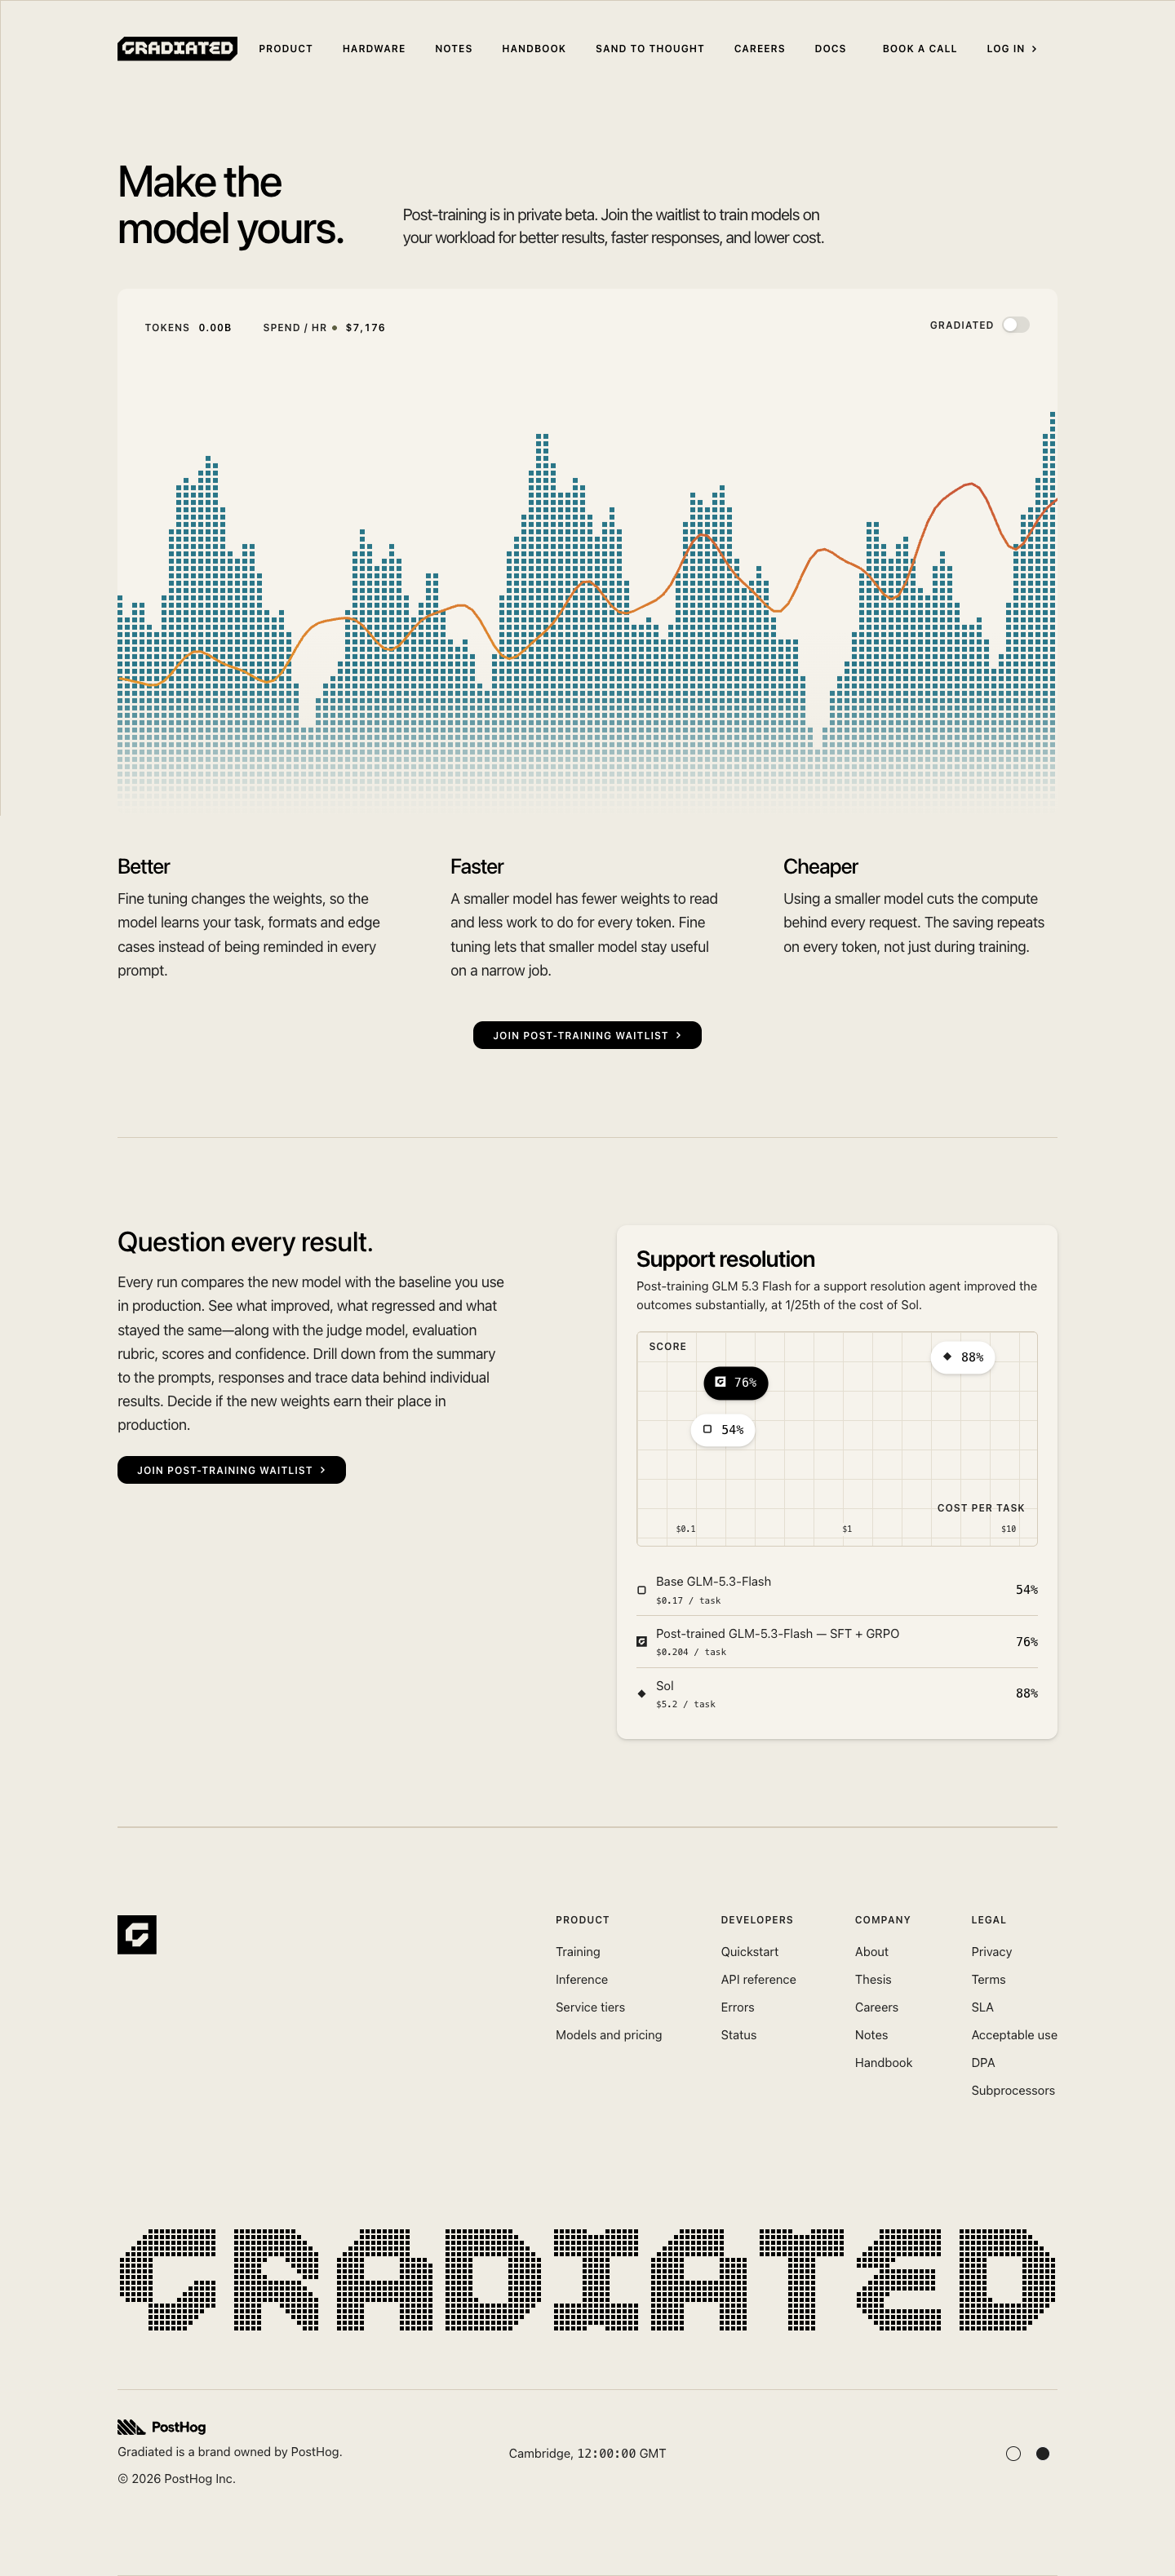 GRADIATED
PRODUCT
HARDWARE
NOTES
HANDBOOK
SAND TO THOUGHT
CAREERS
DOCS
BOOK A CALL
LOG IN
Make the
model yours.
Post-training is in private beta. Join the waitlist to train models on
your workload for better results, faster responses, and lower cost.
TOKENS 0.00B
SPEND / HR $7,176
GRADIATED
Better
Fine tuning changes the weights, so the
model learns your task, formats and edge
cases instead of being reminded in every
prompt.
Faster
A smaller model has fewer weights to read
and less work to do for every token. Fine
tuning lets that smaller model stay useful
on a narrow job.
Cheaper
Using a smaller model cuts the compute
behind every request. The saving repeats
on every token, not just during training.
JOIN POST-TRAINING WAITLIST
Question every result.
Every run compares the new model with the baseline you use
in production. See what improved, what regressed and what
stayed the same—along with the judge model, evaluation
rubric, scores and confidence. Drill down from the summary
to the prompts, responses and trace data behind individual
results. Decide if the new weights earn their place in
production.
JOIN POST-TRAINING WAITLIST
Support resolution
Post-training GLM 5.3 Flash for a support resolution agent improved the
outcomes substantially, at 1/25th of the cost of Sol.
SCORE
88%
76%
54%
COST PER TASK
$0.1
$1
$10
Base GLM-5.3-Flash
$0.17 / task
54%
Post-trained GLM-5.3-Flash — SFT + GRPO
$0.204 / task
76%
Sol
$5.2 / task
88%
PRODUCT
Training
Inference
Service tiers
Models and pricing
DEVELOPERS
Quickstart
API reference
Errors
Status
COMPANY
About
Thesis
Careers
Notes
Handbook
LEGAL
Privacy
Terms
SLA
Acceptable use
DPA
Subprocessors
GRADIATED
PostHog
Gradiated is a brand owned by PostHog.
© 2026 PostHog Inc.
Cambridge, 12:00:00 GMT